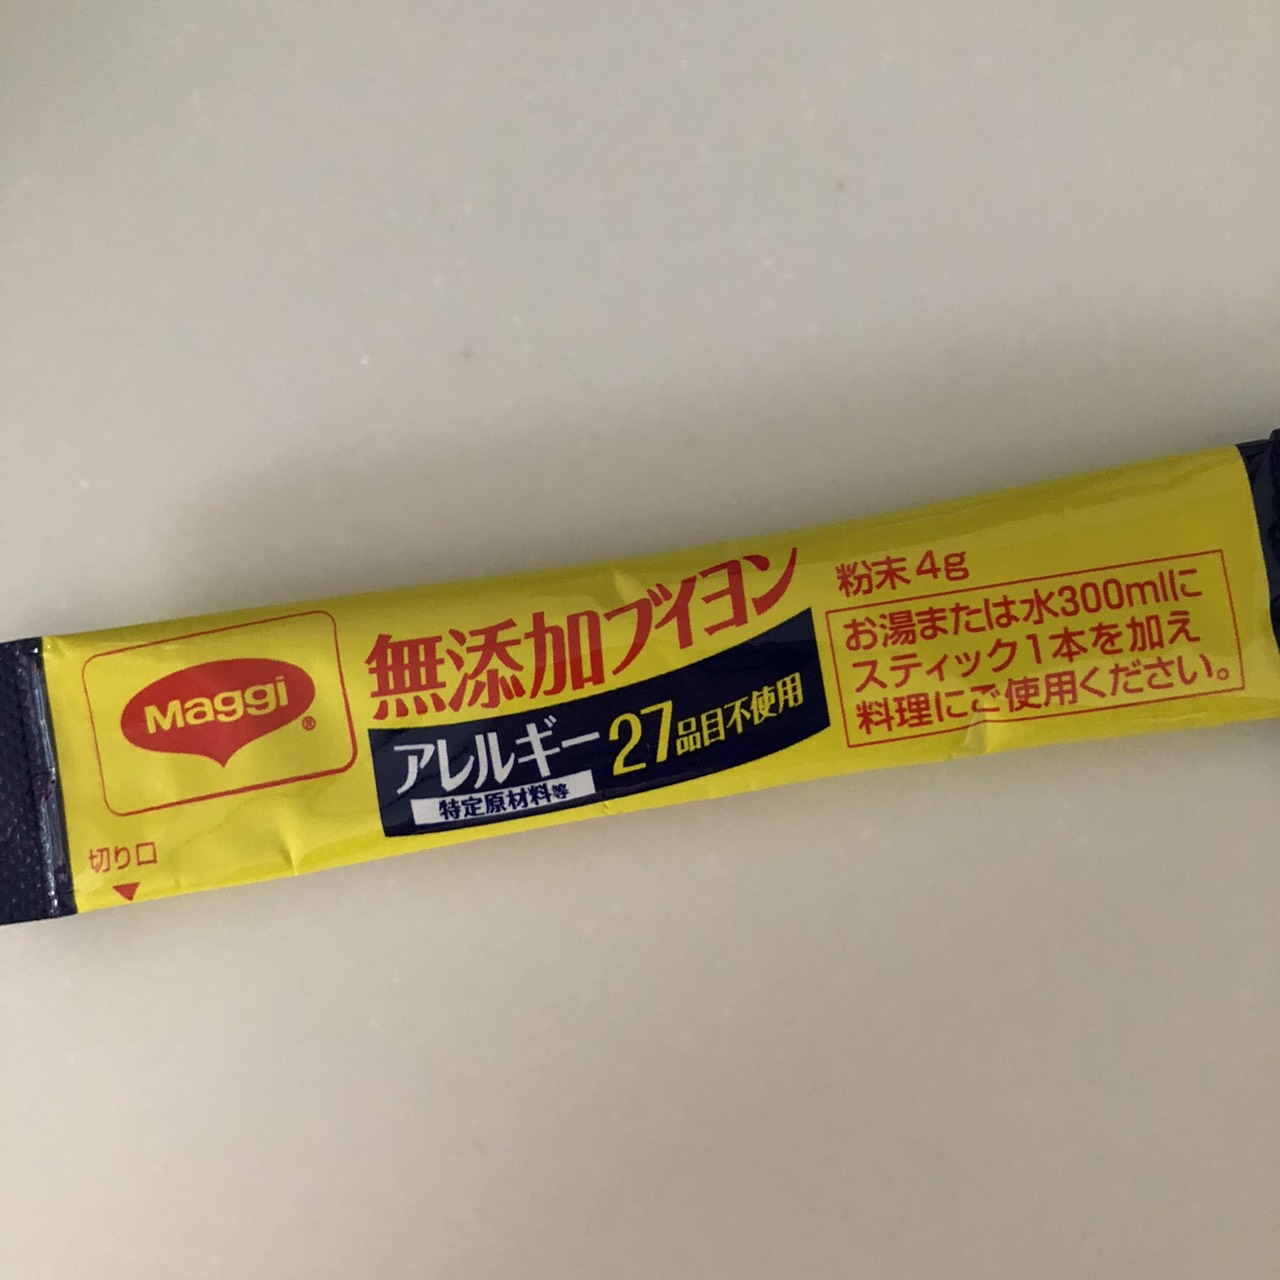 Maggi®
無添加ブイヨン
アレルギー
特定原材料等
27品目不使用
粉末4g
お湯または水300mlに
スティック1本を加え
料理にご使用ください。
切り口